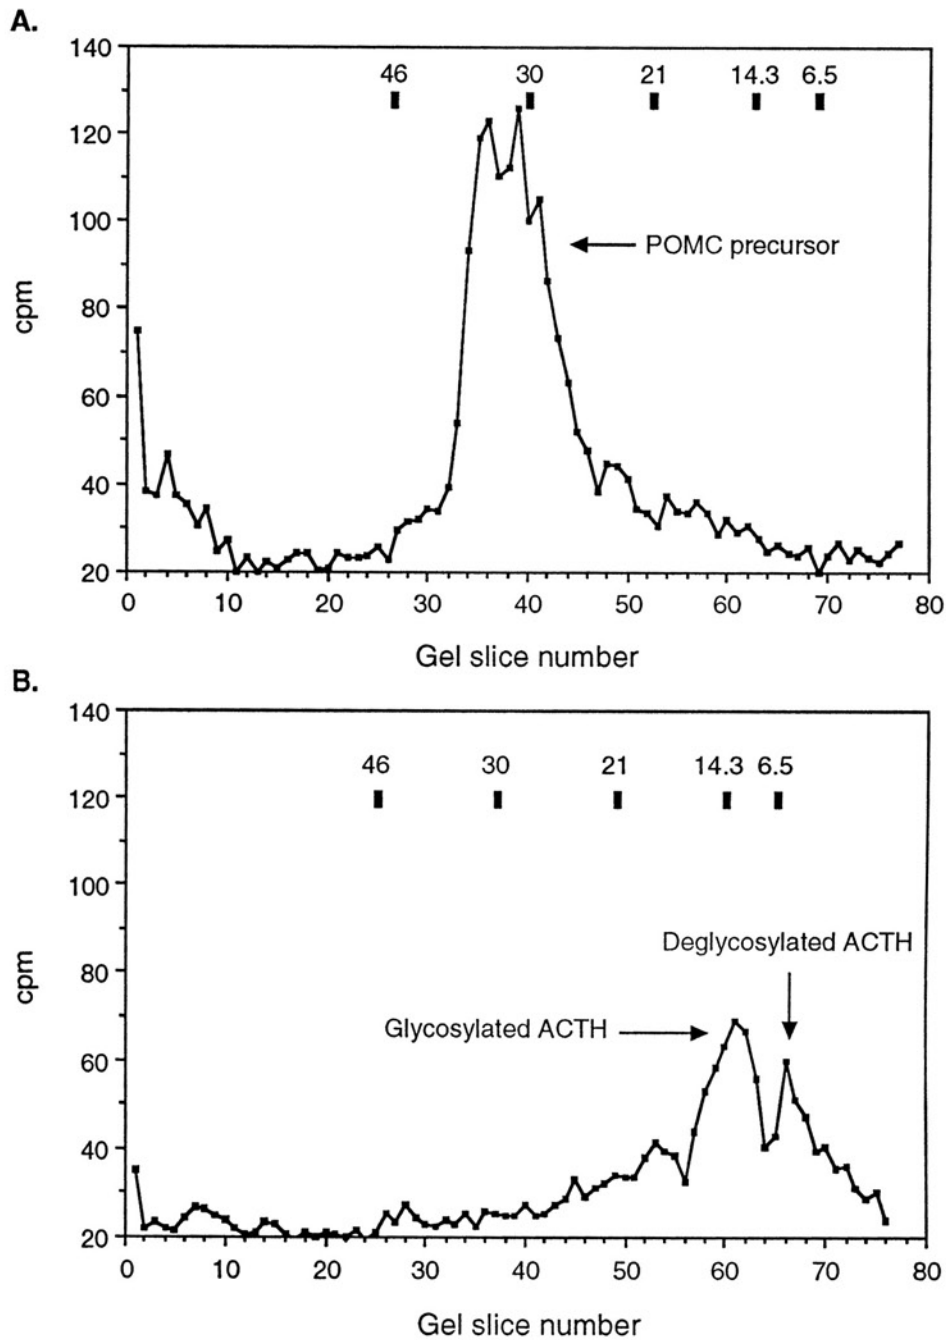 A.
140
46 30 21 14.3 6.5
120
100
POMC precursor
80
cpm
60
40
20
0 10 20 30 40 50 60 70 80
Gel slice number
B.
140
46 30 21 14.3 6.5
120
100
Deglycosylated ACTH
80
cpm
Glycosylated ACTH
60
40
20
0 10 20 30 40 50 60 70 80
Gel slice number